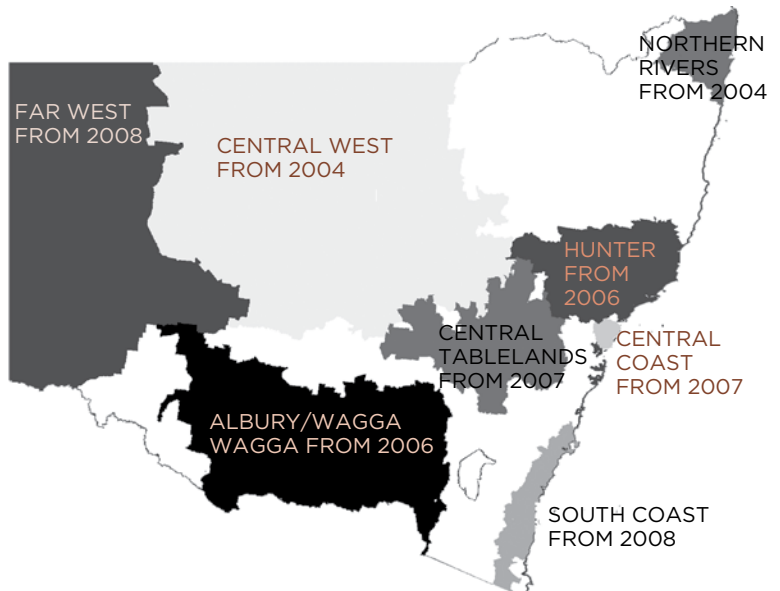 NORTHERN
RIVERS
FROM 2004
FAR WEST
FROM 2008
CENTRAL WEST
FROM 2004
HUNTER
FROM
2006
CENTRAL
TABLELANDS
FROM 2007
CENTRAL
COAST
FROM 2007
ALBURY/WAGGA
WAGGA FROM 2006
SOUTH COAST
FROM 2008